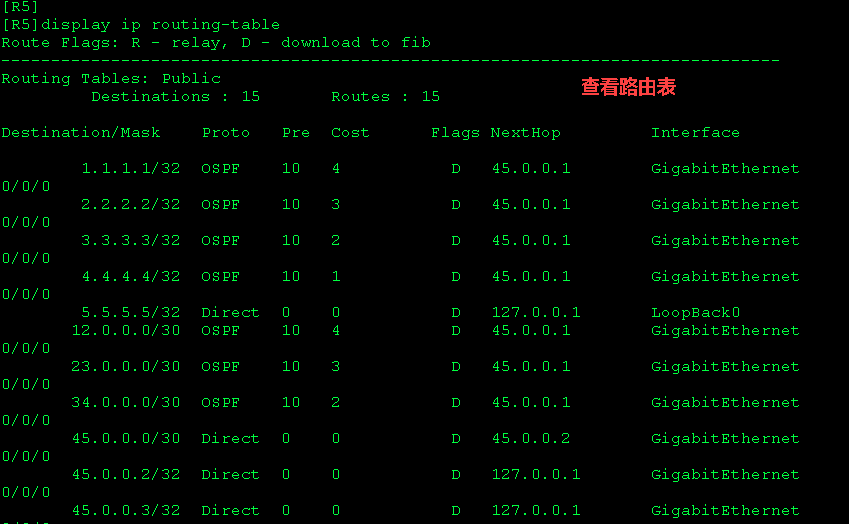 [R5]
[R5]display ip routing-table
Route Flags: R - relay, D - download to fib
------------------------------------------------------------------------------
Routing Tables: Public
Destinations : 15 Routes : 15
查看路由表
Destination/Mask Proto Pre Cost Flags NextHop Interface
1.1.1.1/32 OSPF 10 4 D 45.0.0.1 GigabitEthernet
0/0/0
2.2.2.2/32 OSPF 10 3 D 45.0.0.1 GigabitEthernet
0/0/0
3.3.3.3/32 OSPF 10 2 D 45.0.0.1 GigabitEthernet
0/0/0
4.4.4.4/32 OSPF 10 1 D 45.0.0.1 GigabitEthernet
0/0/0
5.5.5.5/32 Direct 0 0 D 127.0.0.1 LoopBack0
12.0.0.0/30 OSPF 10 4 D 45.0.0.1 GigabitEthernet
0/0/0
23.0.0.0/30 OSPF 10 3 D 45.0.0.1 GigabitEthernet
0/0/0
34.0.0.0/30 OSPF 10 2 D 45.0.0.1 GigabitEthernet
0/0/0
45.0.0.0/30 Direct 0 0 D 45.0.0.2 GigabitEthernet
0/0/0
45.0.0.2/32 Direct 0 0 D 127.0.0.1 GigabitEthernet
0/0/0
45.0.0.3/32 Direct 0 0 D 127.0.0.1 GigabitEthernet